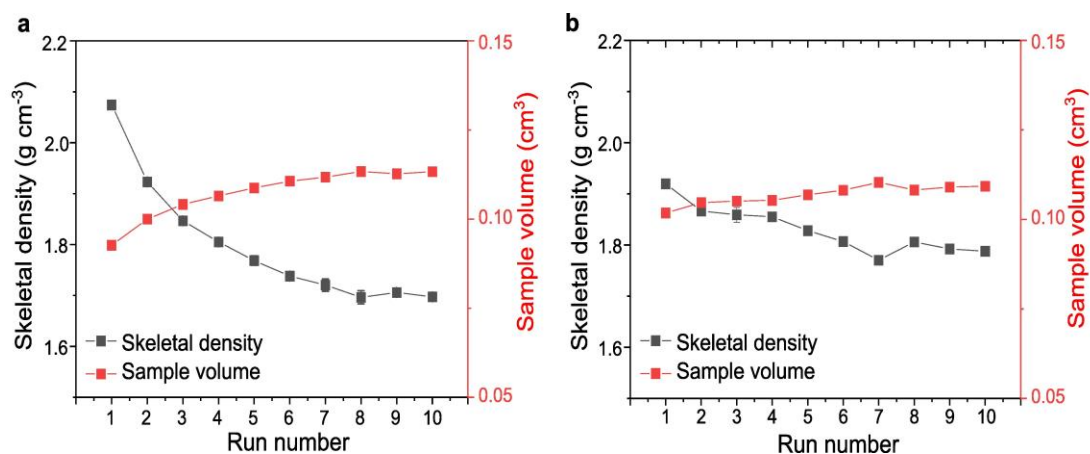 a
2.2
2.0
1.8
1.6
Skeletal density (g cm⁻³)
0.15
0.10
0.05
Sample volume (cm³)
Skeletal density
Sample volume
1 2 3 4 5 6 7 8 9 10
Run number
b
2.2
2.0
1.8
1.6
Skeletal density (g cm⁻³)
0.15
0.10
0.05
Sample volume (cm³)
Skeletal density
Sample volume
1 2 3 4 5 6 7 8 9 10
Run number